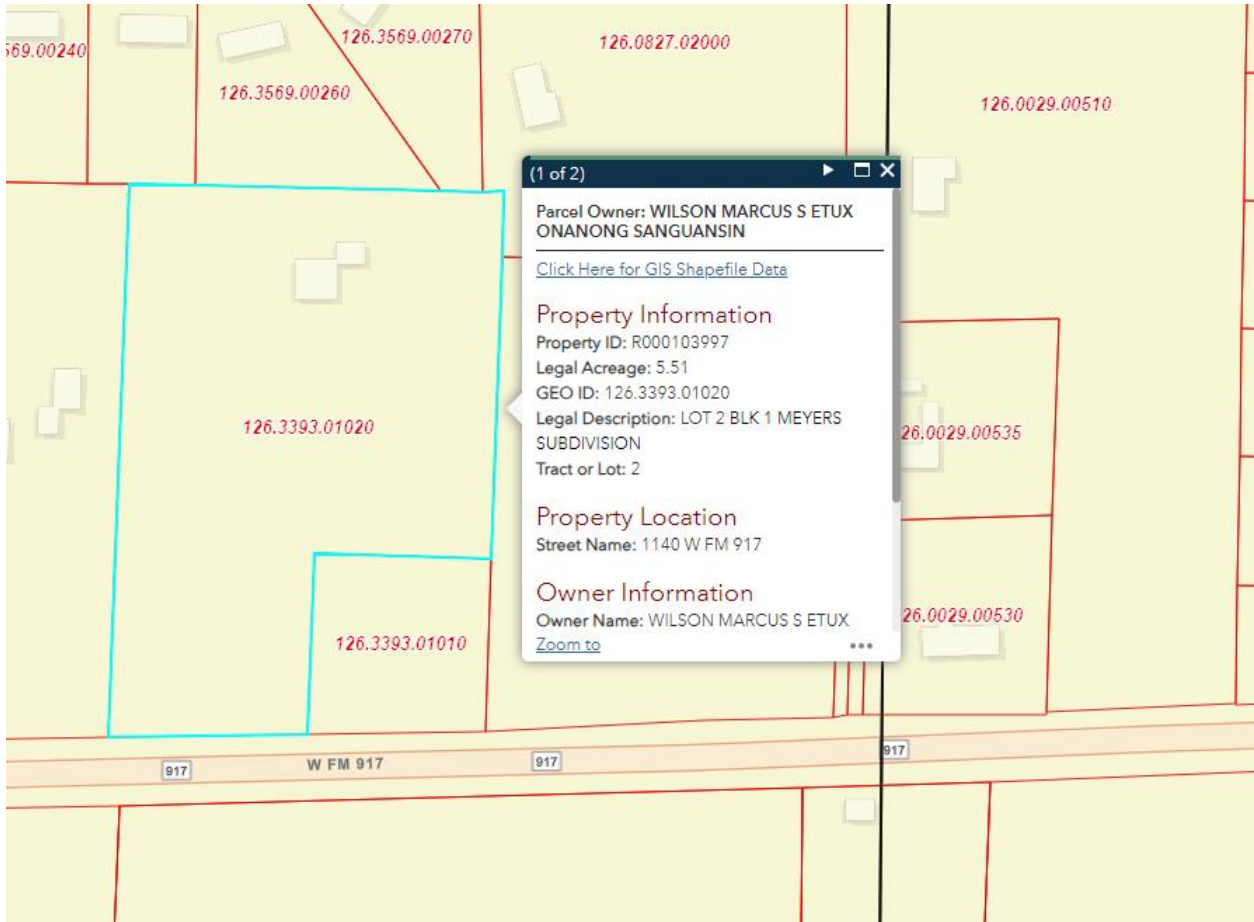 569.00240
126.3569.00270
126.0827.02000
126.3569.00260
126.0029.00510
(1 of 2)
Parcel Owner: WILSON MARCUS S ETUX
ONANONG SANGUANSIN
Click Here for GIS Shapefile Data
Property Information
Property ID: R000103997
Legal Acreage: 5.51
GEO ID: 126.3393.01020
Legal Description: LOT 2 BLK 1 MEYERS
SUBDIVISION
Tract or Lot: 2
Property Location
Street Name: 1140 W FM 917
Owner Information
Owner Name: WILSON MARCUS S ETUX
Zoom to
126.3393.01020
26.0029.00535
126.3393.01010
26.0029.00530
917
W FM 917
917
917